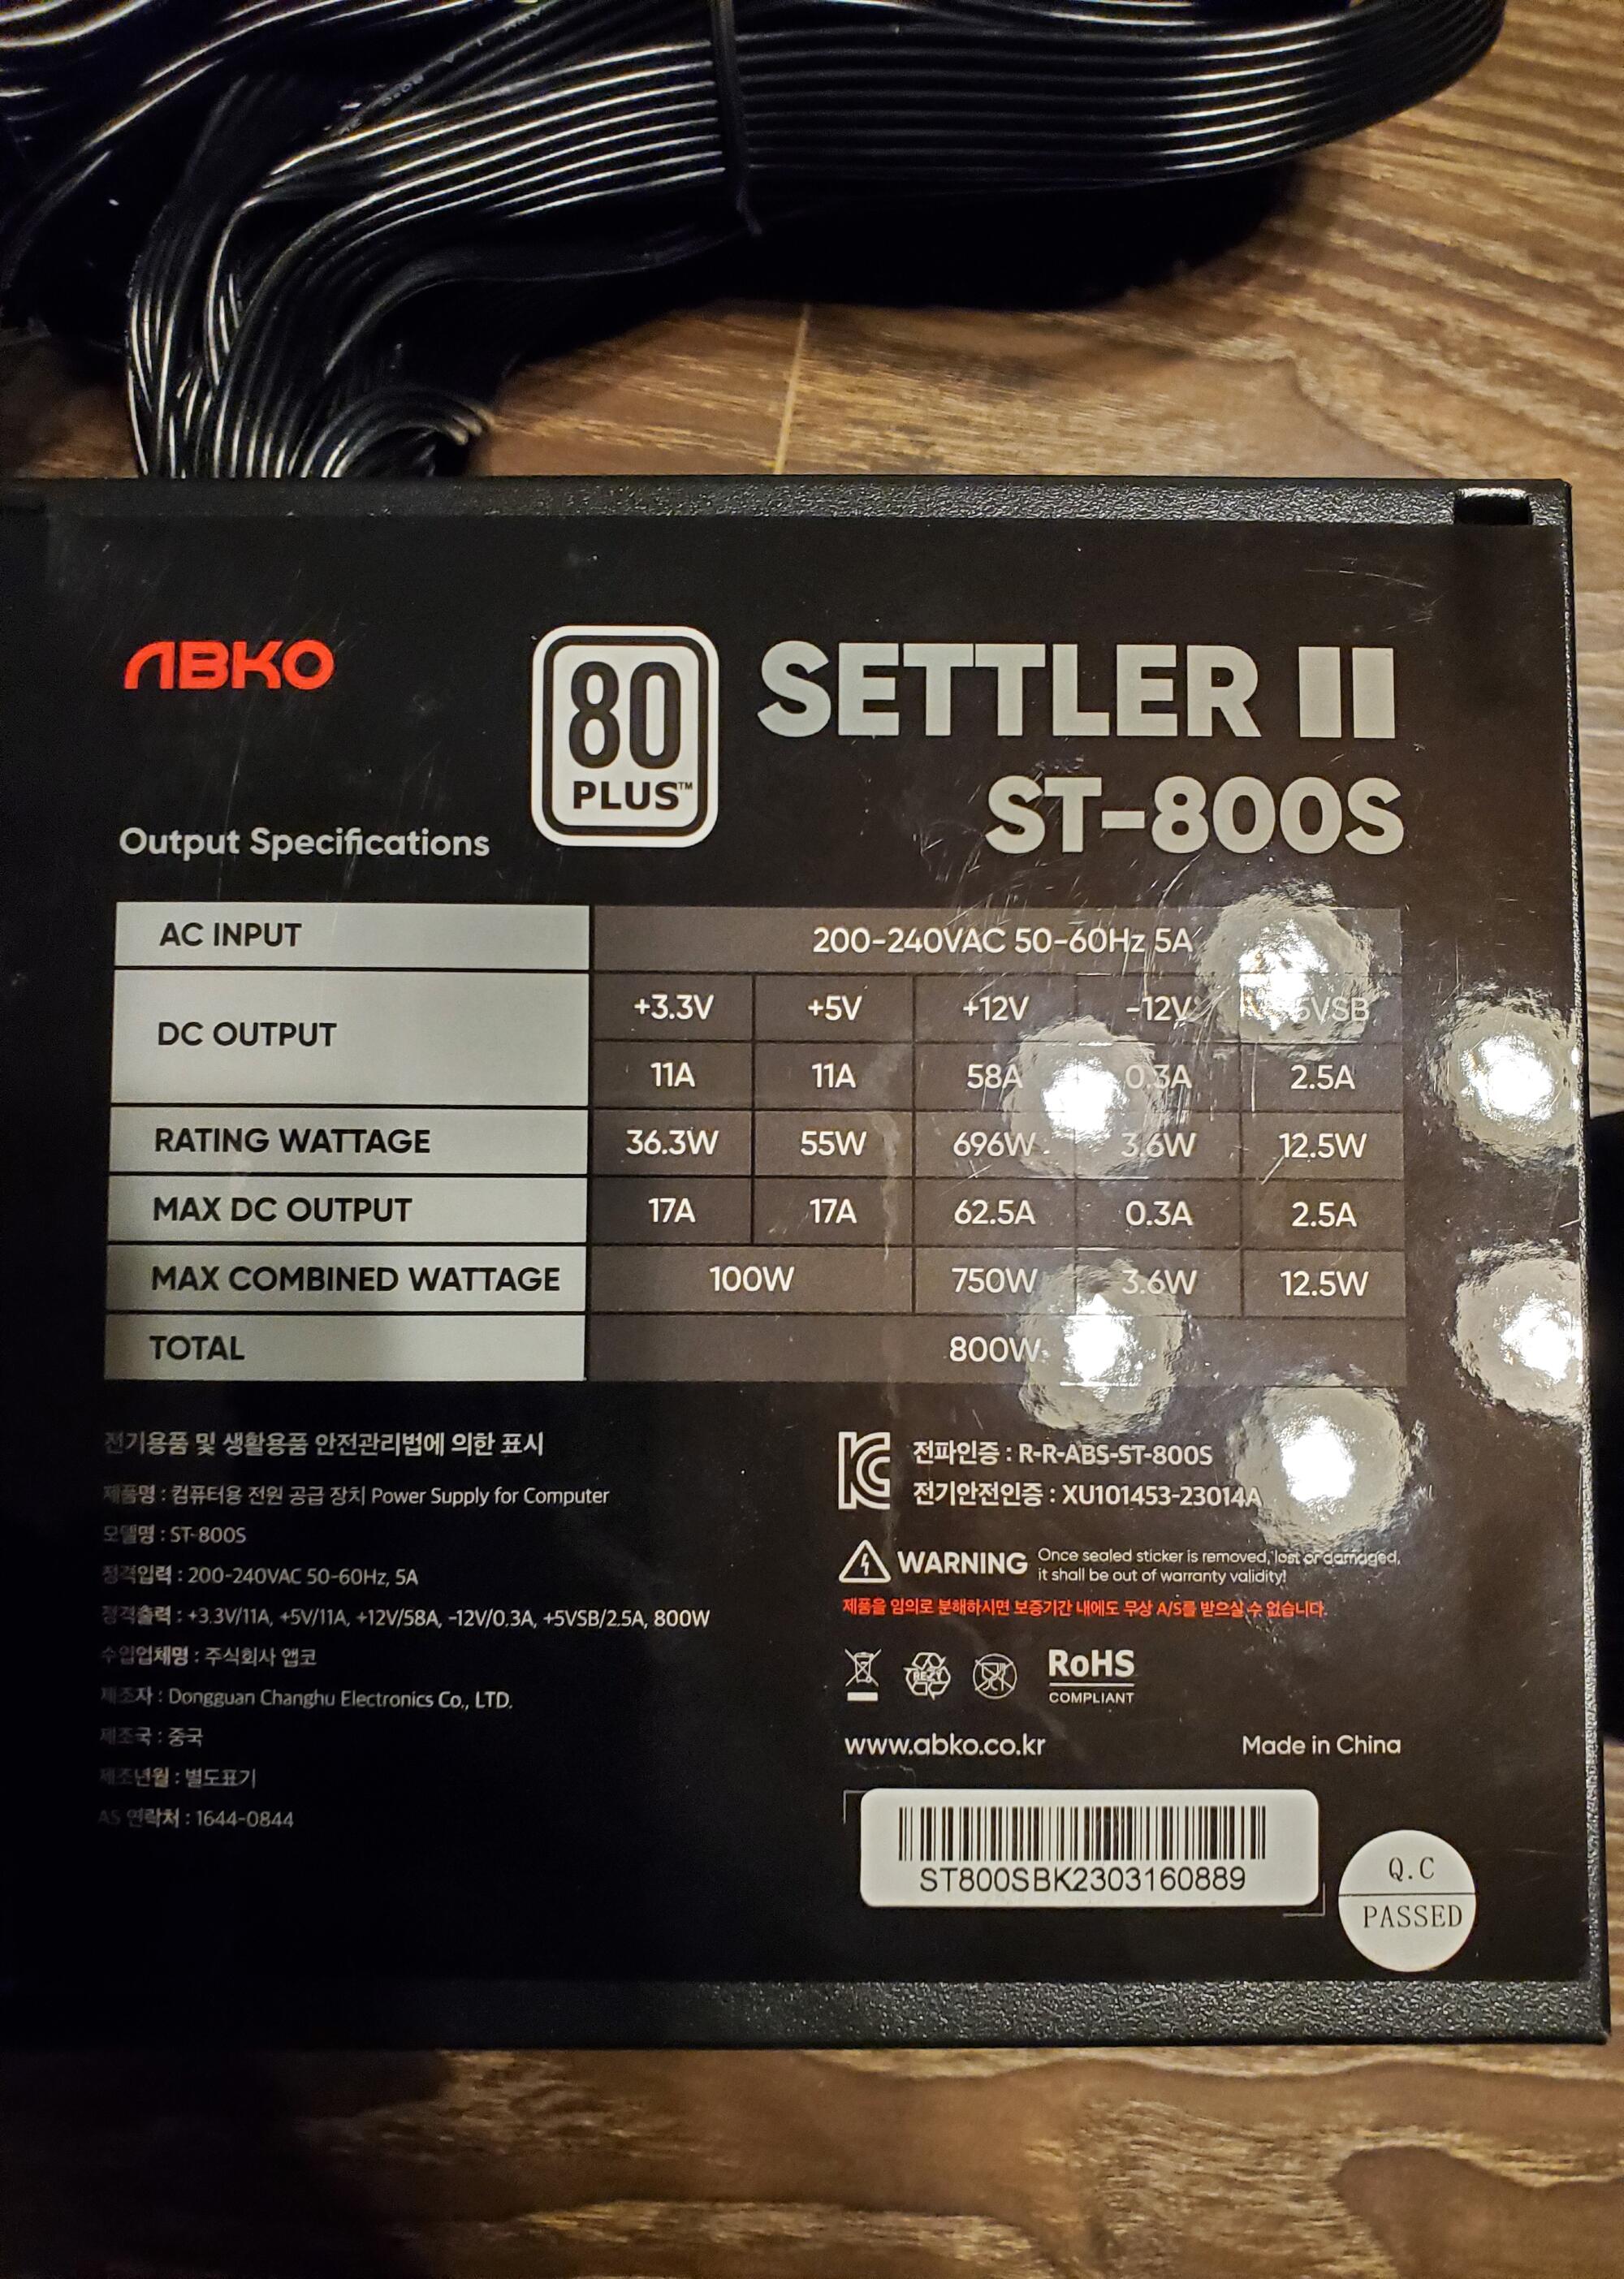 ABKO
80
PLUS™
SETTLER II
ST-800S
Output Specifications
AC INPUT 200-240VAC 50-60Hz 5A
DC OUTPUT +3.3V +5V +12V -12V +5VSB
11A 11A 58A 0.3A 2.5A
RATING WATTAGE 36.3W 55W 696W 3.6W 12.5W
MAX DC OUTPUT 17A 17A 62.5A 0.3A 2.5A
MAX COMBINED WATTAGE 100W 750W 3.6W 12.5W
TOTAL 800W
전기용품 및 생활용품 안전관리법에 의한 표시
제품명 : 컴퓨터용 전원 공급 장치 Power Supply for Computer
모델명 : ST-800S
정격입력 : 200-240VAC 50-60Hz, 5A
정격출력 : +3.3V/11A, +5V/11A, +12V/58A, -12V/0.3A, +5VSB/2.5A, 800W
수입업체명 : 주식회사 앱코
제조자 : Dongguan Changhu Electronics Co., LTD.
제조국 : 중국
제조년월 : 별도표기
AS 연락처 : 1644-0844
전파인증 : R-R-ABS-ST-800S
전기안전인증 : XU101453-23014A
WARNING Once sealed sticker is removed, lost or damaged,
it shall be out of warranty validity!
제품을 임의로 분해하시면 보증기간 내에도 무상 A/S를 받으실 수 없습니다.
RoHS
COMPLIANT
www.abko.co.kr
Made in China
ST800SBK2303160889
Q.C
PASSED